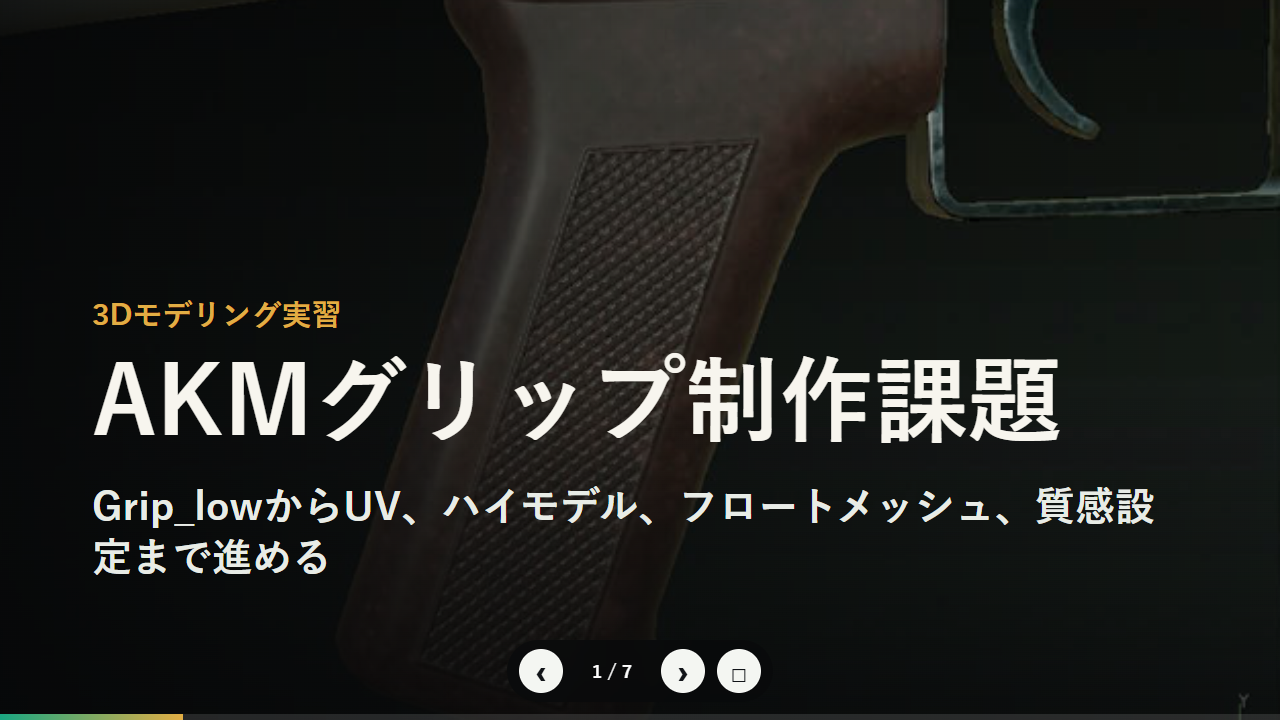 3Dモデリング実習
AKMグリップ制作課題
Grip_lowからUV、ハイモデル、フロートメッシュ、質感設
定まで進める
‹ 1 / 7 › □
Y